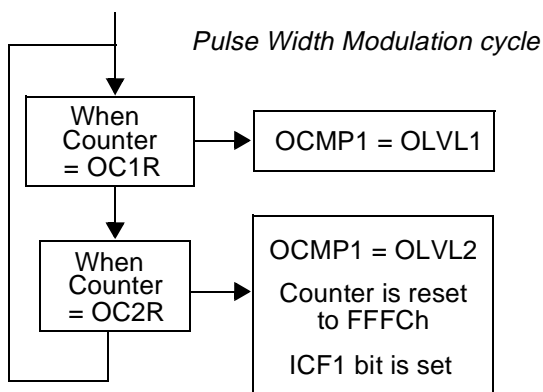 Pulse Width Modulation cycle
When
Counter
= OC1R
OCMP1 = OLVL1
When
Counter
= OC2R
OCMP1 = OLVL2
Counter is reset
to FFFCh
ICF1 bit is set